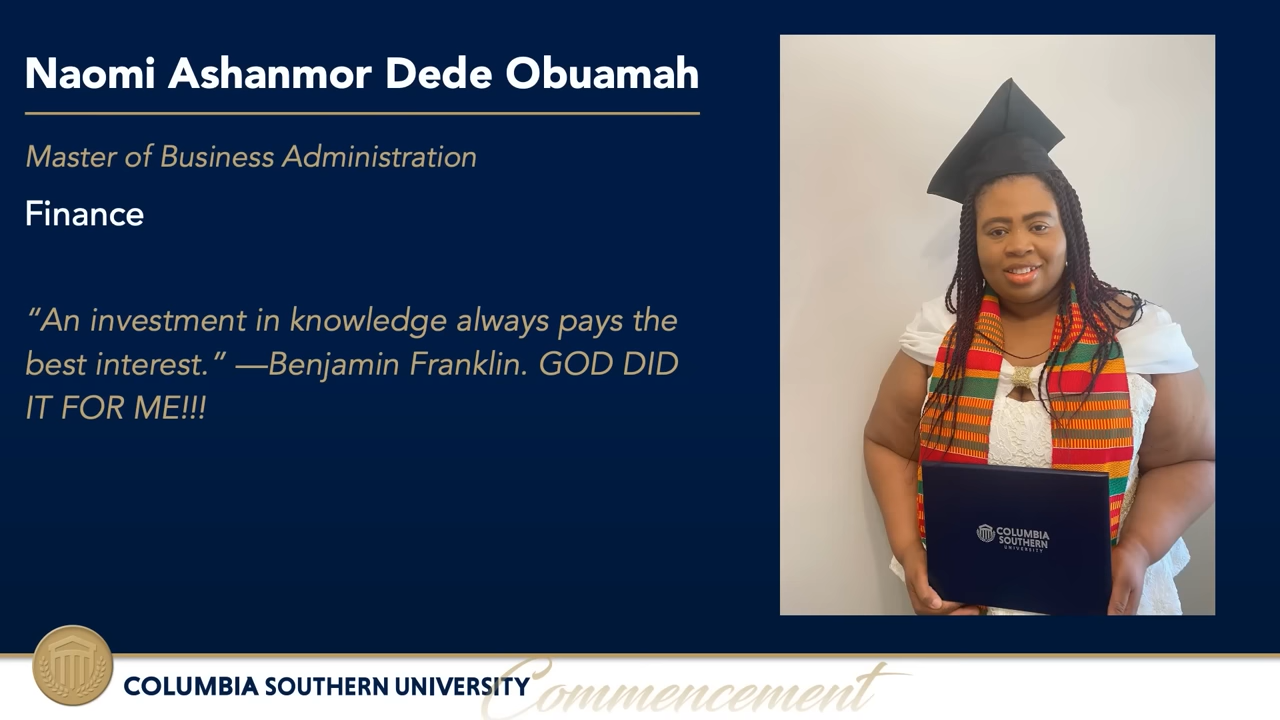 Naomi Ashanmor Dede Obuamah
Master of Business Administration
Finance
“An investment in knowledge always pays the
best interest.” —Benjamin Franklin. GOD DID
IT FOR ME!!!
COLUMBIA
SOUTHERN
UNIVERSITY
COLUMBIA SOUTHERN UNIVERSITY
Commencement